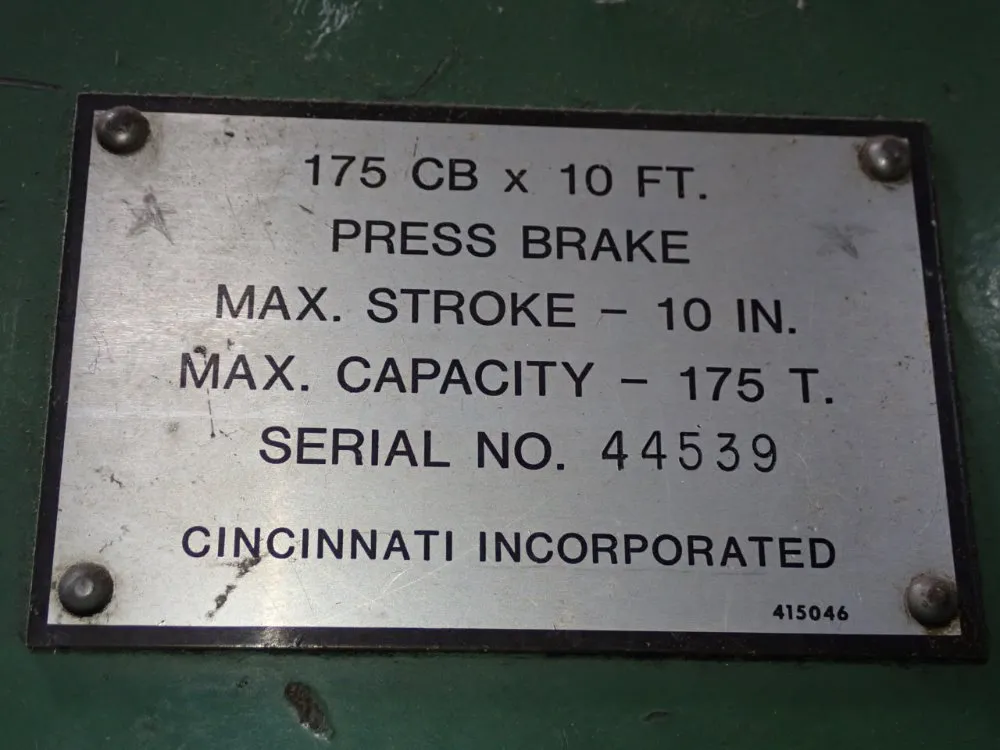 175 CB x 10 FT.
PRESS BRAKE
MAX. STROKE – 10 IN.
MAX. CAPACITY – 175 T.
SERIAL NO. 44539
CINCINNATI INCORPORATED
415046